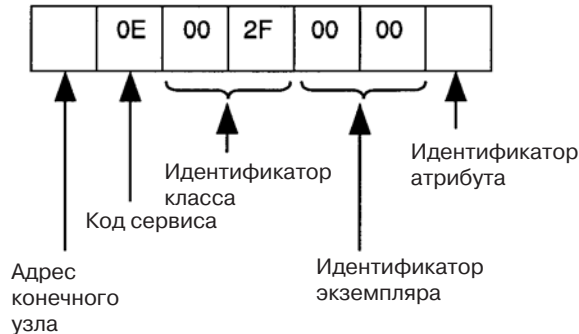 0E 00 2F 00 00
Идентификатор
класса
Идентификатор
атрибута
Код сервиса
Адрес
конечного
узла
Идентификатор
экземпляра